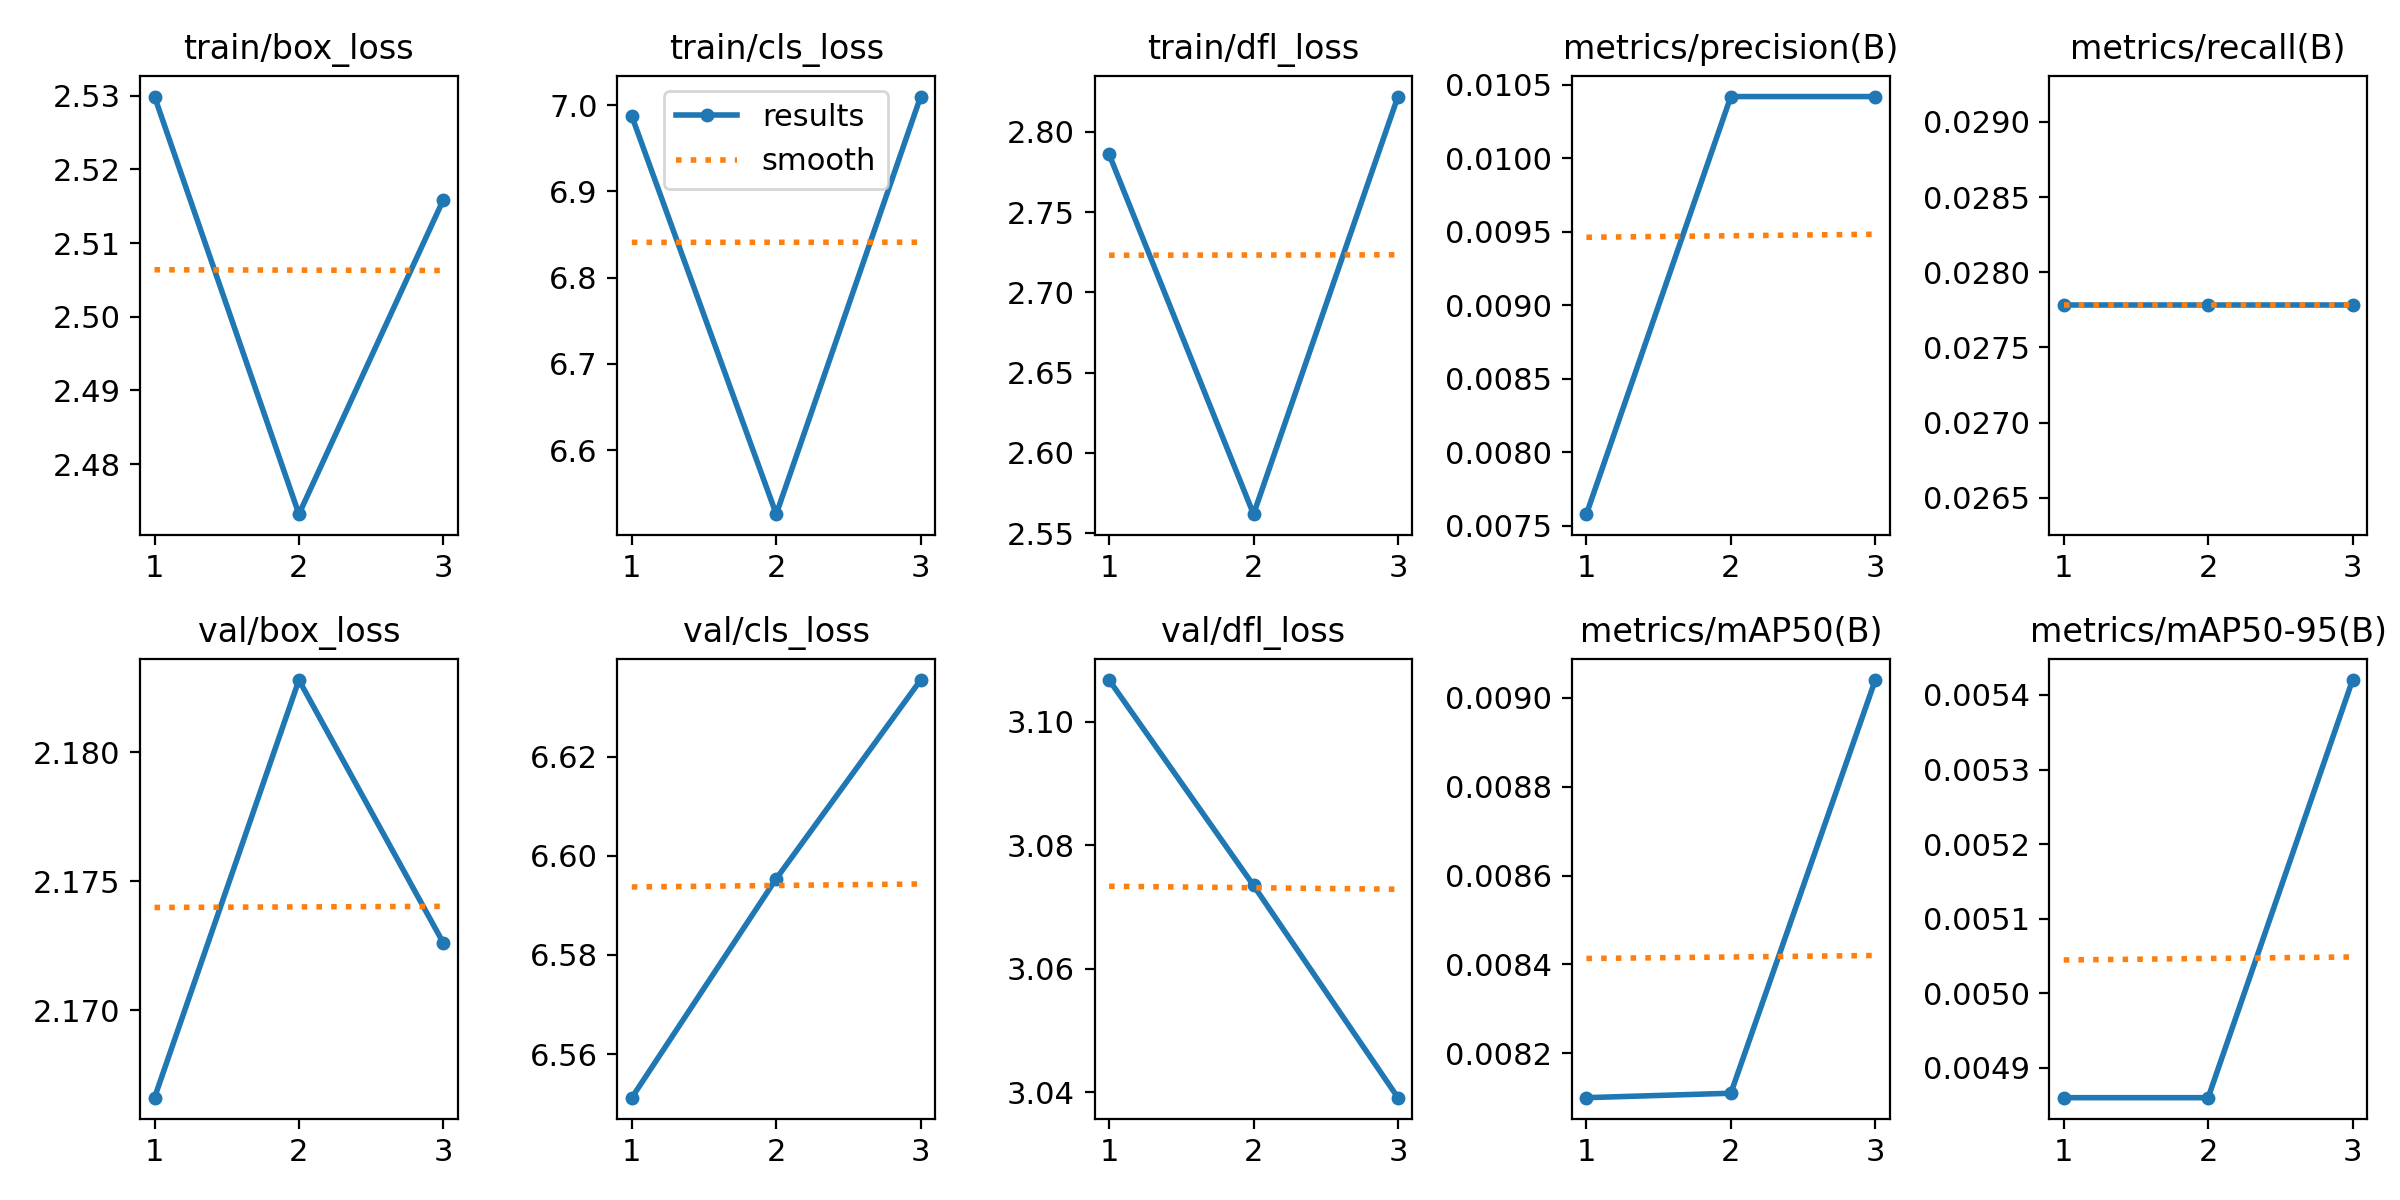 train/box_loss
2.53
2.52
2.51
2.50
2.49
2.48
1 2 3
train/cls_loss
results
smooth
7.0
6.9
6.8
6.7
6.6
1 2 3
train/dfl_loss
2.80
2.75
2.70
2.65
2.60
2.55
1 2 3
metrics/precision(B)
0.0105
0.0100
0.0095
0.0090
0.0085
0.0080
0.0075
1 2 3
metrics/recall(B)
0.0290
0.0285
0.0280
0.0275
0.0270
0.0265
1 2 3
val/box_loss
2.180
2.175
2.170
1 2 3
val/cls_loss
6.62
6.60
6.58
6.56
1 2 3
val/dfl_loss
3.10
3.08
3.06
3.04
1 2 3
metrics/mAP50(B)
0.0090
0.0088
0.0086
0.0084
0.0082
1 2 3
metrics/mAP50-95(B)
0.0054
0.0053
0.0052
0.0051
0.0050
0.0049
1 2 3